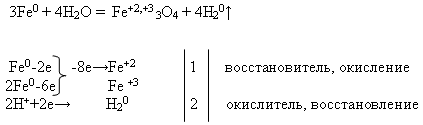 3Fe⁰ + 4H₂O = Fe⁺²,⁺³₃O₄ + 4H₂⁰↑
Fe⁰-2e } -8e→Fe⁺² | 1 | восстановитель, окисление
2Fe⁰-6e Fe ⁺³
2H⁺+2e→ H₂⁰ | 2 | окислитель, восстановление